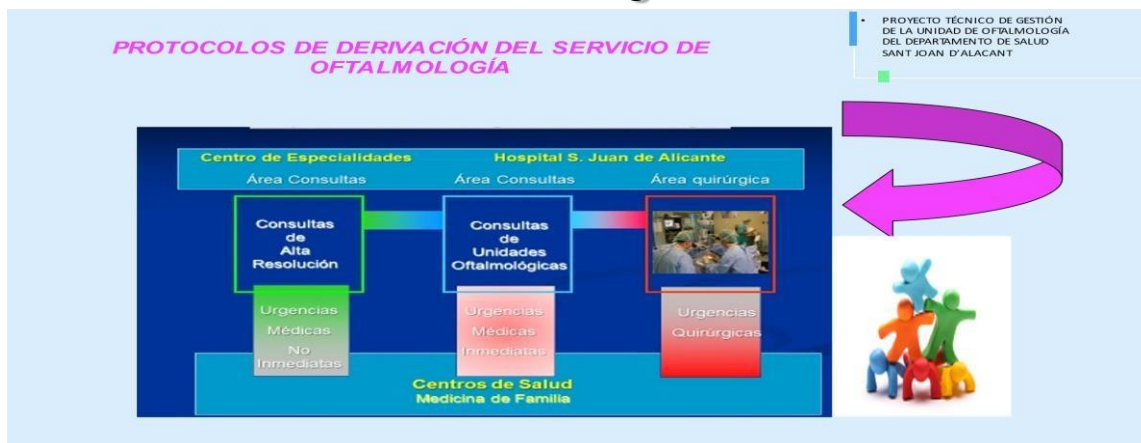 PROTOCOLOS DE DERIVACIÓN DEL SERVICIO DE
OFTALMOLOGÍA
• PROYECTO TÉCNICO DE GESTIÓN
DE LA UNIDAD DE OFTALMOLOGÍA
DEL DEPARTAMENTO DE SALUD
SANT JOAN D'ALACANT
Centro de Especialidades
Hospital S. Juan de Alicante
Área Consultas
Área Consultas
Área quirúrgica
Consultas
de
Alta
Resolución
Consultas
de
Unidades
Oftalmológicas
Urgencias
Médicas
No
Inmediatas
Urgencias
Médicas
Inmediatas
Urgencias
Quirúrgicas
Centros de Salud
Medicina de Familia